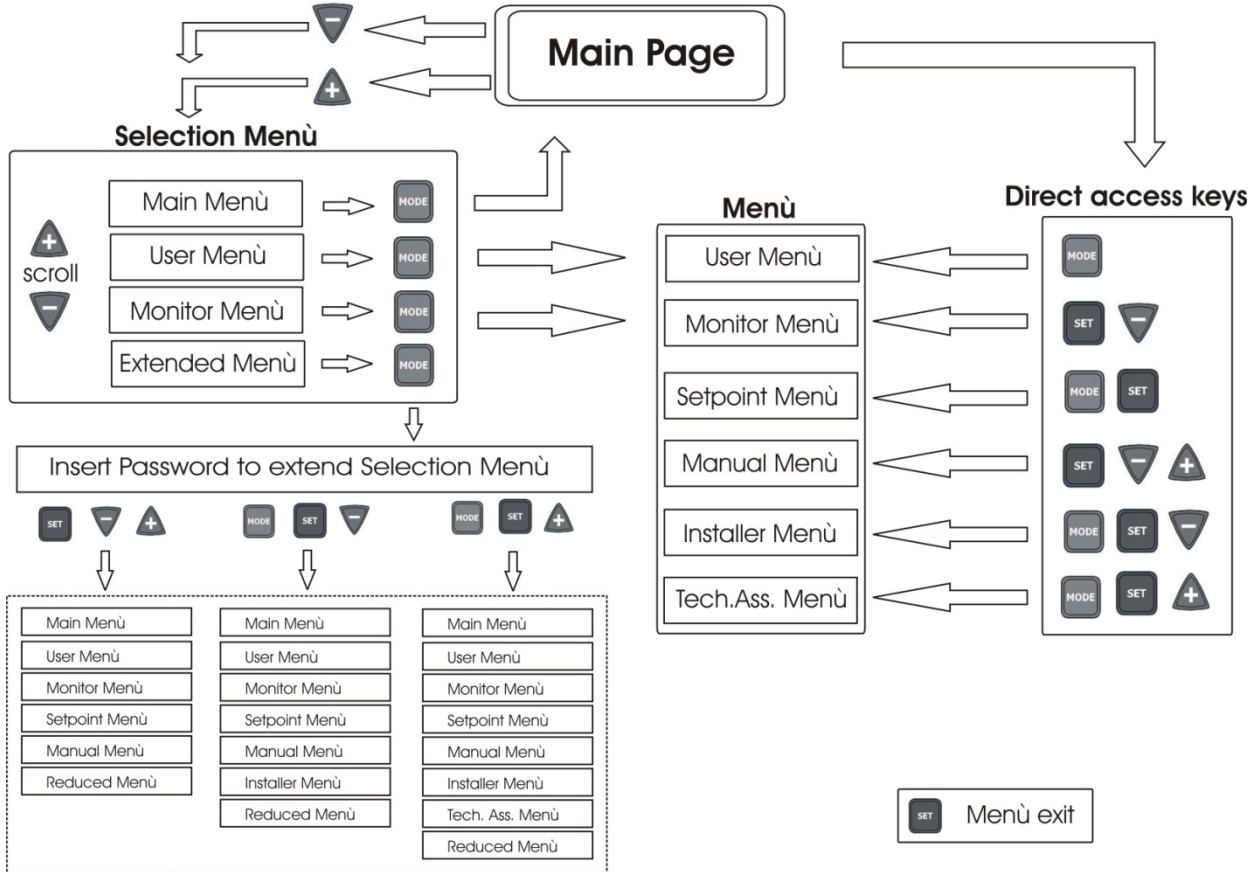 Main Page
Selection Menù
Main Menù
MODE
User Menù
MODE
scroll
Monitor Menù
MODE
Extended Menù
MODE
Insert Password to extend Selection Menù
SET
MODE SET
MODE SET
Main Menù
User Menù
Monitor Menù
Setpoint Menù
Manual Menù
Reduced Menù
Main Menù
User Menù
Monitor Menù
Setpoint Menù
Manual Menù
Installer Menù
Reduced Menù
Main Menù
User Menù
Monitor Menù
Setpoint Menù
Manual Menù
Installer Menù
Tech. Ass. Menù
Reduced Menù
Menù
User Menù
Monitor Menù
Setpoint Menù
Manual Menù
Installer Menù
Tech.Ass. Menù
Direct access keys
MODE
SET
MODE SET
SET
MODE SET
MODE SET
SET Menù exit